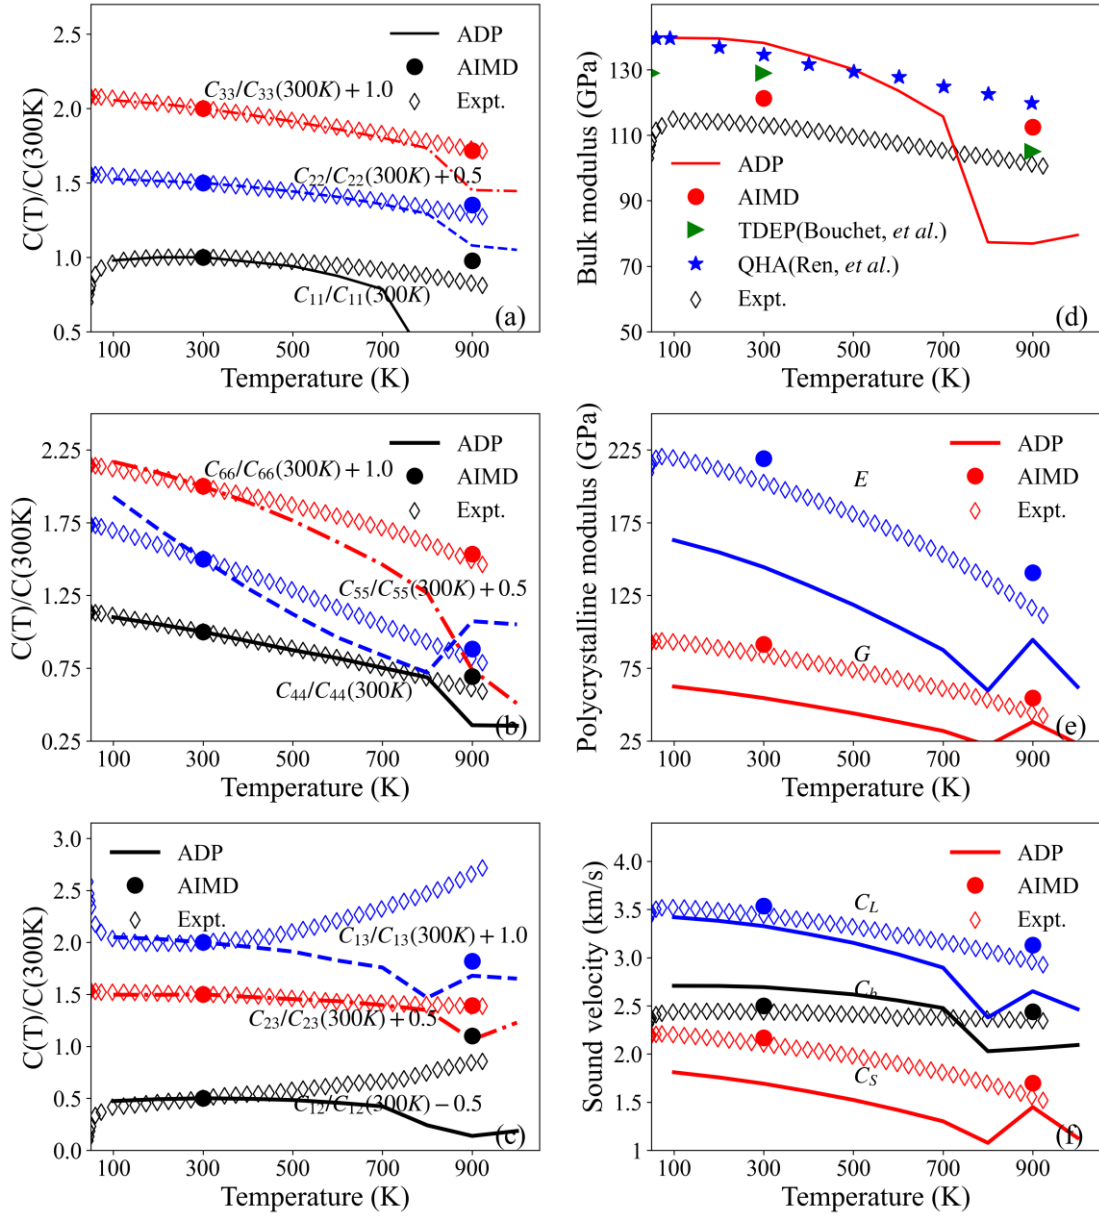 2.5
2.0
1.5
1.0
0.5
C(T)/C(300K)
ADP
AIMD
Expt.
C33/C33(300K) + 1.0
C22/C22(300K) + 0.5
C11/C11(300K)
(a)
100 300 500 700 900
Temperature (K)
130
110
90
70
50
Bulk modulus (GPa)
ADP
AIMD
TDEP(Bouchet, et al.)
QHA(Ren, et al.)
Expt.
(d)
100 300 500 700 900
Temperature (K)
2.25
1.75
1.25
0.75
0.25
C(T)/C(300K)
ADP
AIMD
Expt.
C66/C66(300K) + 1.0
C55/C55(300K) + 0.5
C44/C44(300K)
(b)
100 300 500 700 900
Temperature (K)
225
175
125
75
25
Polycrystalline modulus (GPa)
ADP
AIMD
Expt.
E
G
(e)
100 300 500 700 900
Temperature (K)
3.0
2.5
2.0
1.5
1.0
0.5
0.0
C(T)/C(300K)
ADP
AIMD
Expt.
C13/C13(300K) + 1.0
C23/C23(300K) + 0.5
C12/C12(300K) − 0.5
(c)
100 300 500 700 900
Temperature (K)
4.0
3.5
3.0
2.5
2.0
1.5
1
Sound velocity (km/s)
ADP
AIMD
Expt.
CL
Cb
CS
(f)
100 300 500 700 900
Temperature (K)